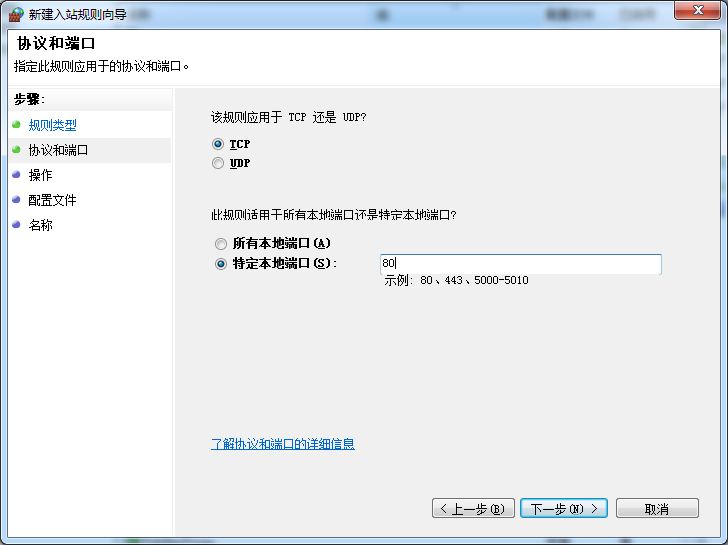 新建入站规则向导
协议和端口
指定此规则应用于的协议和端口。
步骤:
规则类型
协议和端口
操作
配置文件
名称
该规则应用于 TCP 还是 UDP?
TCP
UDP
此规则适用于所有本地端口还是特定本地端口?
所有本地端口(A)
特定本地端口(S):
80
示例: 80、443、5000-5010
了解协议和端口的详细信息
< 上一步(B)
下一步(N) >
取消